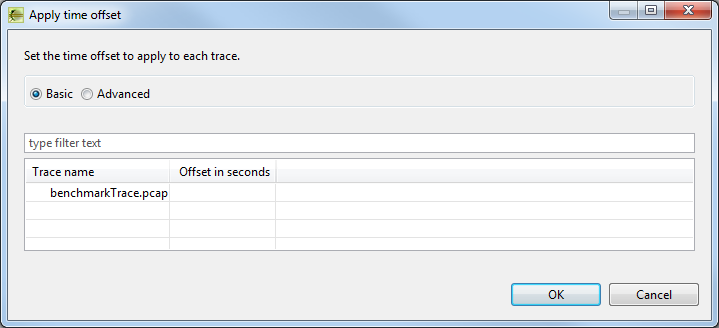 Apply time offset
Set the time offset to apply to each trace.
Basic Advanced
type filter text
Trace name Offset in seconds
benchmarkTrace.pcap
OK Cancel